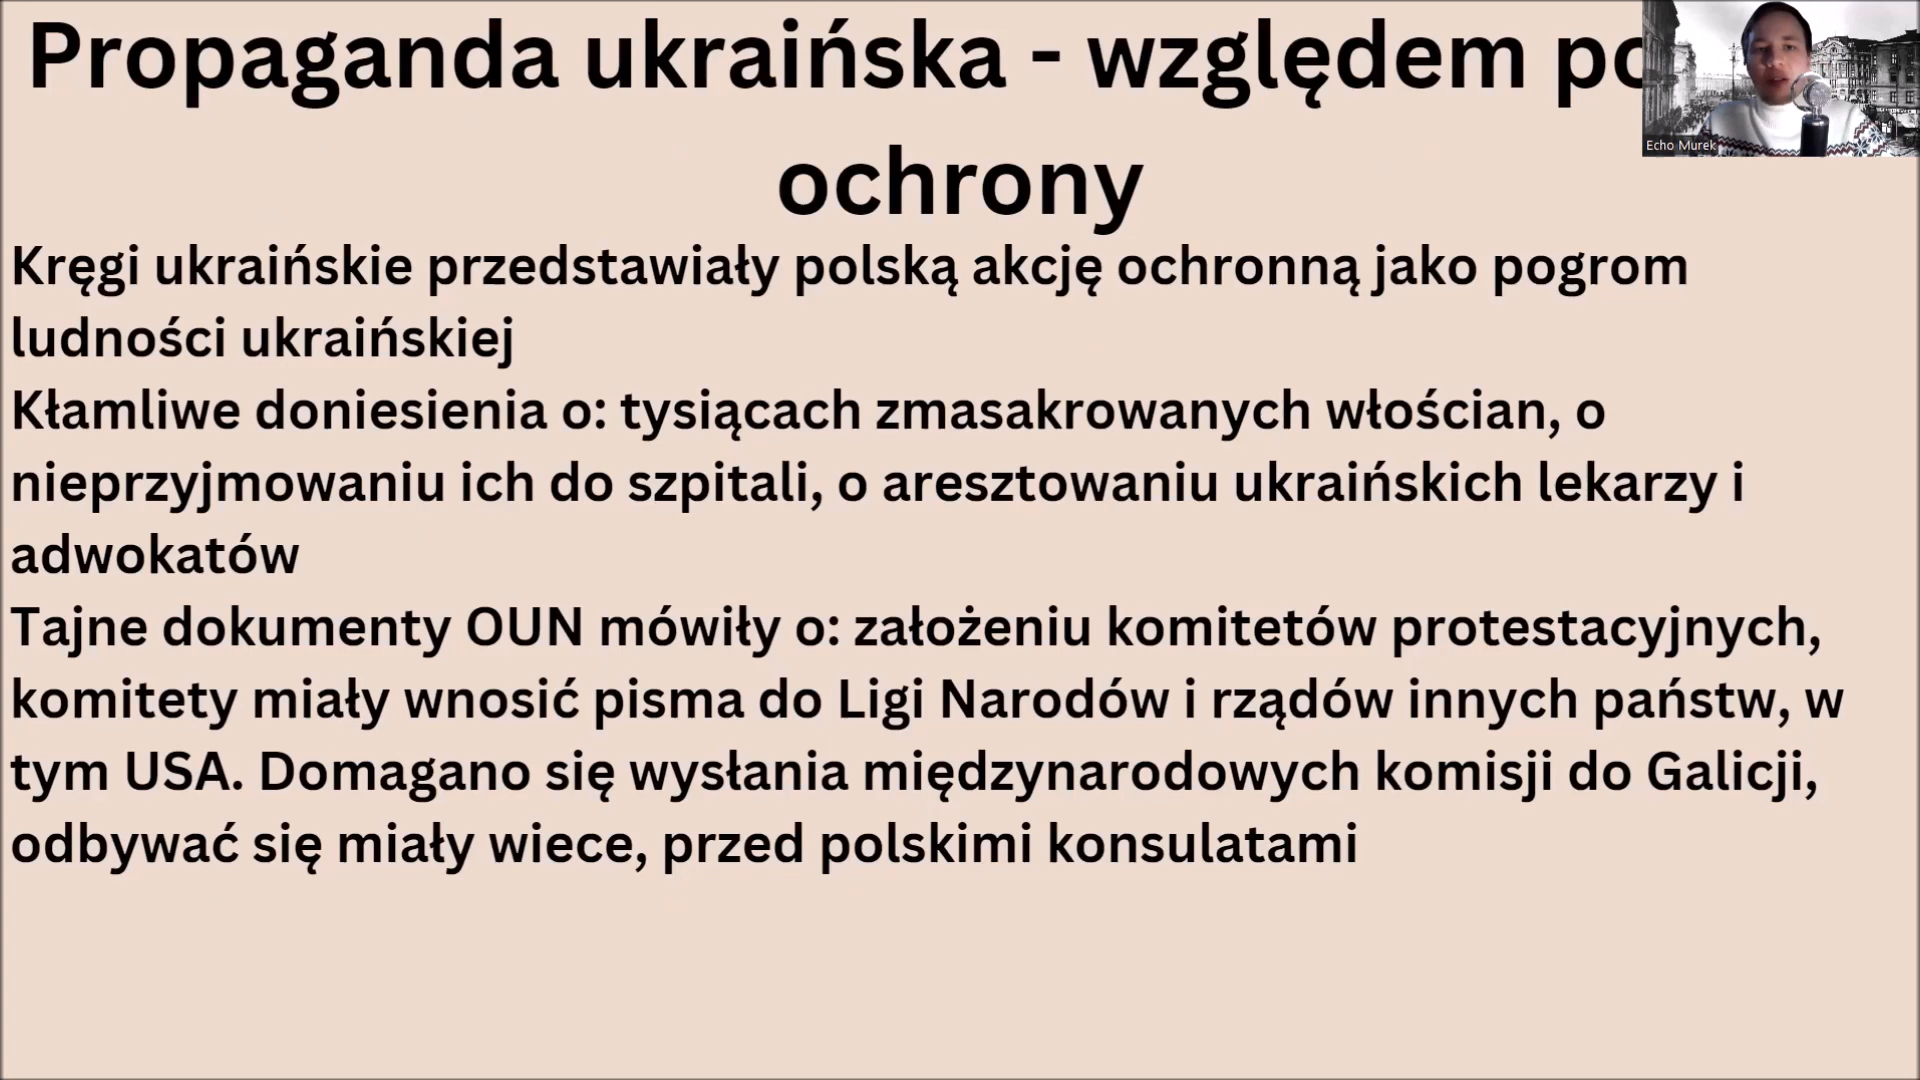 Propaganda ukraińska - względem
ochrony
Echo Murek
Kręgi ukraińskie przedstawiały polską akcję ochronną jako pogrom
ludności ukraińskiej
Kłamliwe doniesienia o: tysiącach zmasakrowanych włościan, o
nieprzyjmowaniu ich do szpitali, o aresztowaniu ukraińskich lekarzy i
adwokatów
Tajne dokumenty OUN mówiły o: założeniu komitetów protestacyjnych,
komitety miały wnosić pisma do Ligi Narodów i rządów innych państw, w
tym USA. Domagano się wysłania międzynarodowych komisji do Galicji,
odbywać się miały wiece, przed polskimi konsulatami